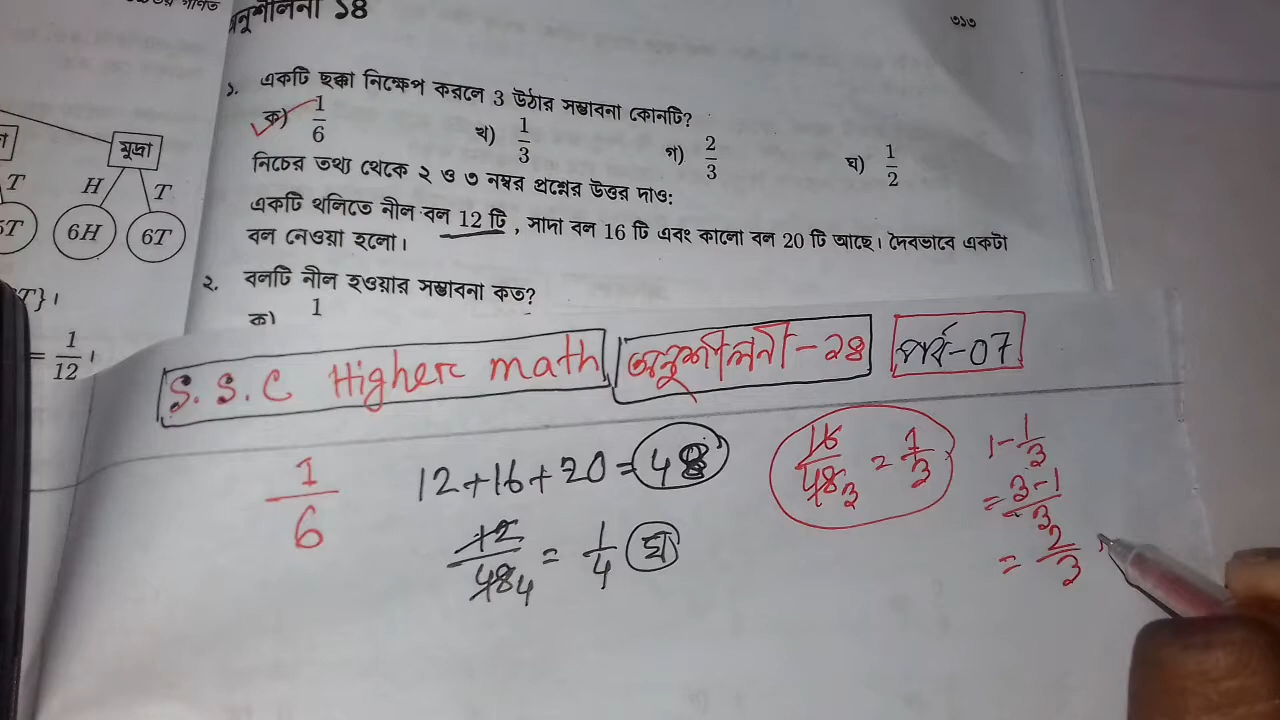 অনুশীলনী ১৪
৩১৩
১. একটি ছক্কা নিক্ষেপ করলে 3 উঠার সম্ভাবনা কোনটি?
ক) 1/6 খ) 1/3 গ) 2/3 ঘ) 1/2
নিচের তথ্য থেকে ২ ও ৩ নম্বর প্রশ্নের উত্তর দাও:
একটি থলিতে নীল বল 12 টি, সাদা বল 16 টি এবং কালো বল 20 টি আছে। দৈবভাবে একটা
বল নেওয়া হলো।
২. বলটি নীল হওয়ার সম্ভাবনা কত?
ক) 1
মুদ্রা
T H T
5T 6H 6T
T}।
= 1/12।
S.S.C Higher math অনুশীলনী-১৪ পর্ব-07
1/6
12+16+20=48
12/48 4 = 1/4 ঘ
16/48 3 = 1/3
1-1/3
= 3-1/3
= 2/3